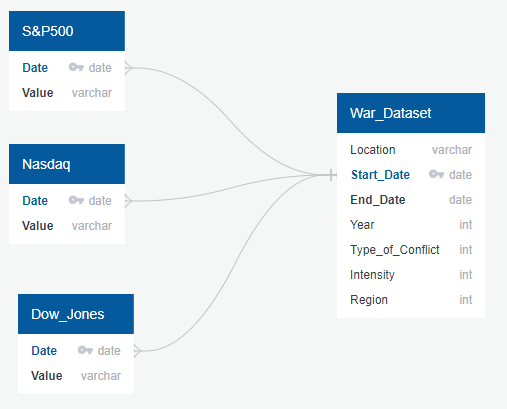 S&P500
Date date
Value varchar
Nasdaq
Date date
Value varchar
Dow_Jones
Date date
Value varchar
War_Dataset
Location varchar
Start_Date date
End_Date date
Year int
Type_of_Conflict int
Intensity int
Region int